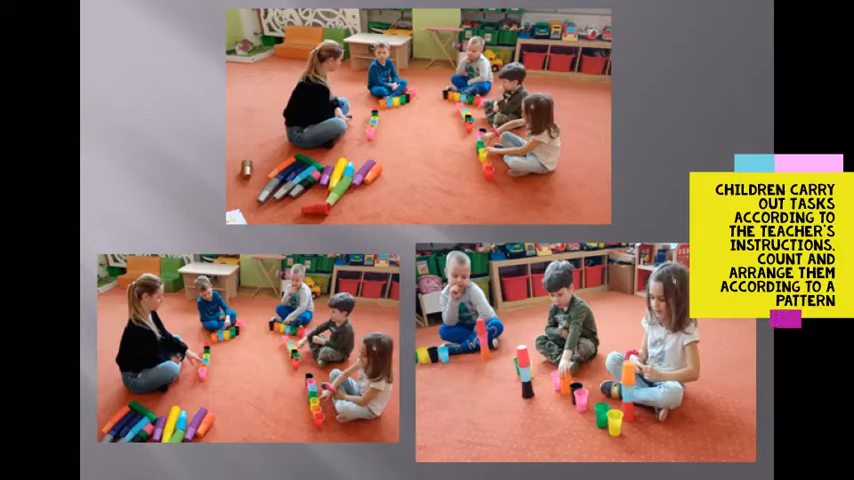 CHILDREN CARRY
OUT TASKS
ACCORDING TO
THE TEACHER'S
INSTRUCTIONS,
COUNT AND
ARRANGE THEM
ACCORDING TO A
PATTERN